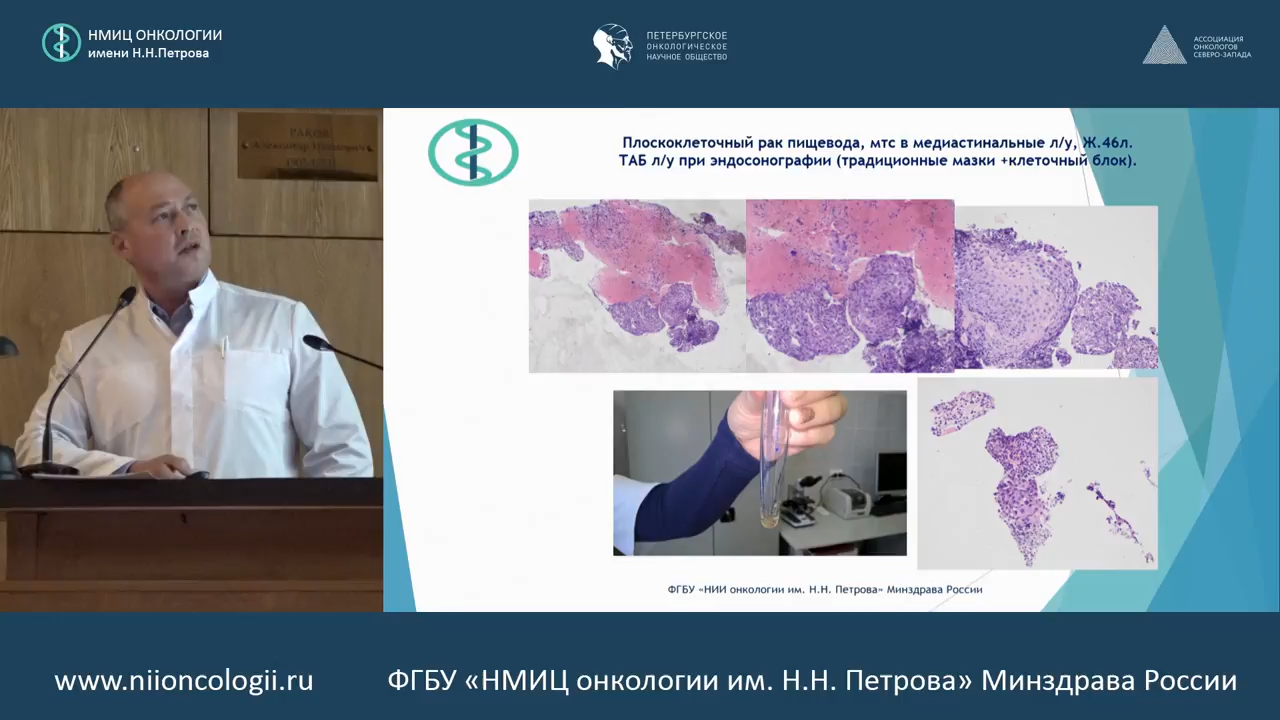 НМИЦ ОНКОЛОГИИ
имени Н.Н.Петрова
ПЕТЕРБУРГСКОЕ
ОНКОЛОГИЧЕСКОЕ
НАУЧНОЕ ОБЩЕСТВО
АССОЦИАЦИЯ
ОНКОЛОГОВ
СЕВЕРО-ЗАПАДА
РАКОВ
Плоскоклеточный рак пищевода, мтс в медиастинальные л/у, Ж.46л.
ТАБ л/у при эндосонографии (традиционные мазки +клеточный блок).
ФГБУ «НИИ онкологии им. Н.Н. Петрова» Минздрава России
www.niioncologii.ru
ФГБУ «НМИЦ онкологии им. Н.Н. Петрова» Минздрава России